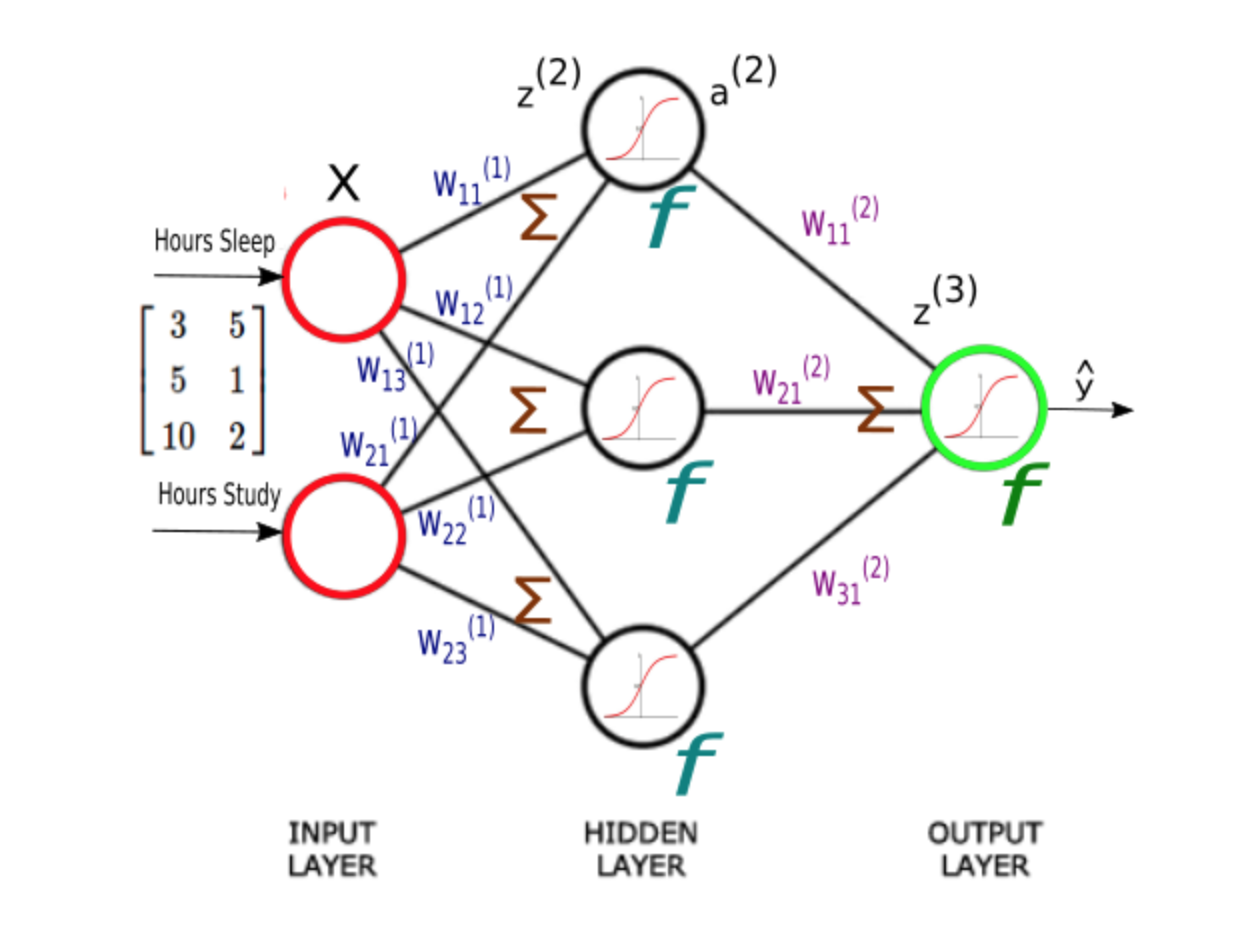 z^(2)
a^(2)
X
W11^(1)
Σ
f
W11^(2)
Hours Sleep
z^(3)
W12^(1)
3 5
5 1
10 2
W13^(1)
W21^(2)
ŷ
Σ
Σ
W21^(1)
Hours Study
f
f
W22^(1)
Σ
W31^(2)
W23^(1)
f
INPUT
LAYER
HIDDEN
LAYER
OUTPUT
LAYER